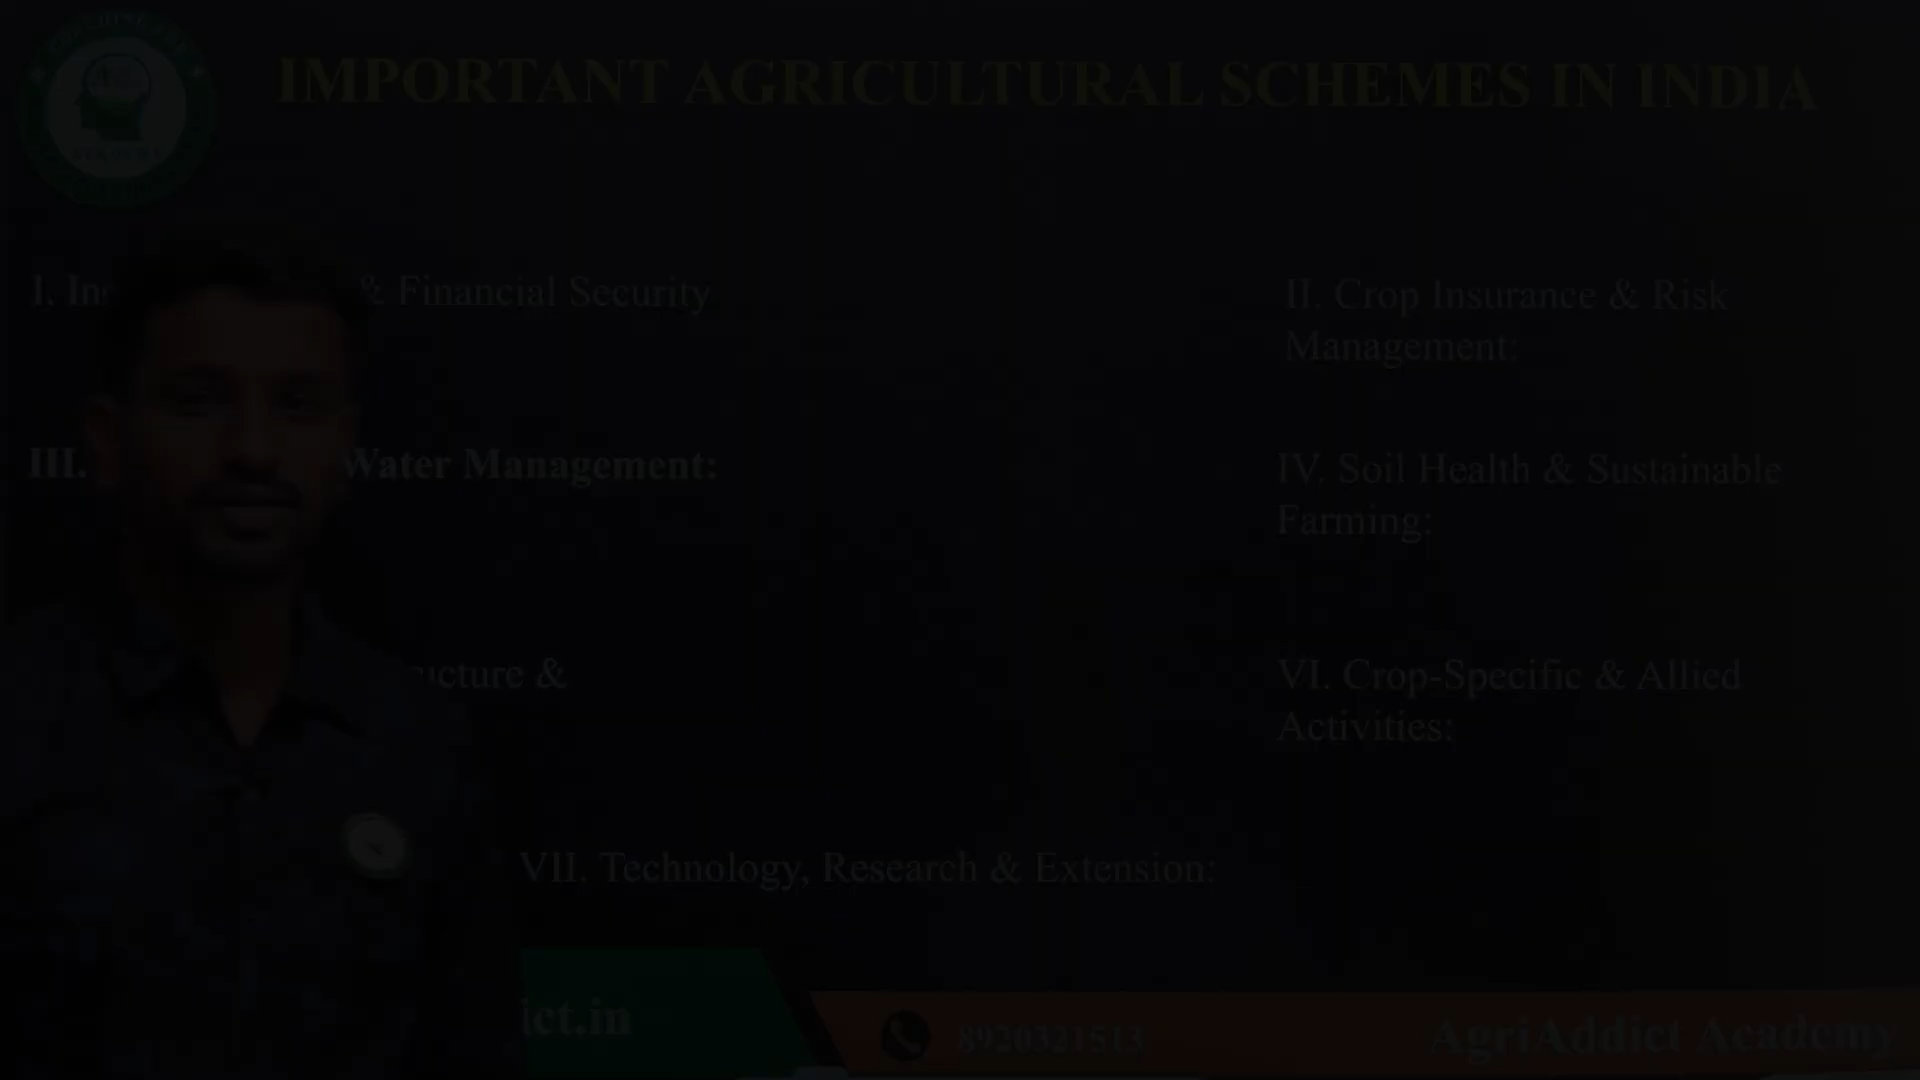 IMPORTANT AGRICULTURAL SCHEMES IN INDIA
I. & Financial Security
II. Crop Insurance & Risk
Management:
III. Water Management:
IV. Soil Health & Sustainable
Farming:
ucture &
VI. Crop-Specific & Allied
Activities:
VII. Technology, Research & Extension:
ict.in
8920321513
AgriAddict Academy